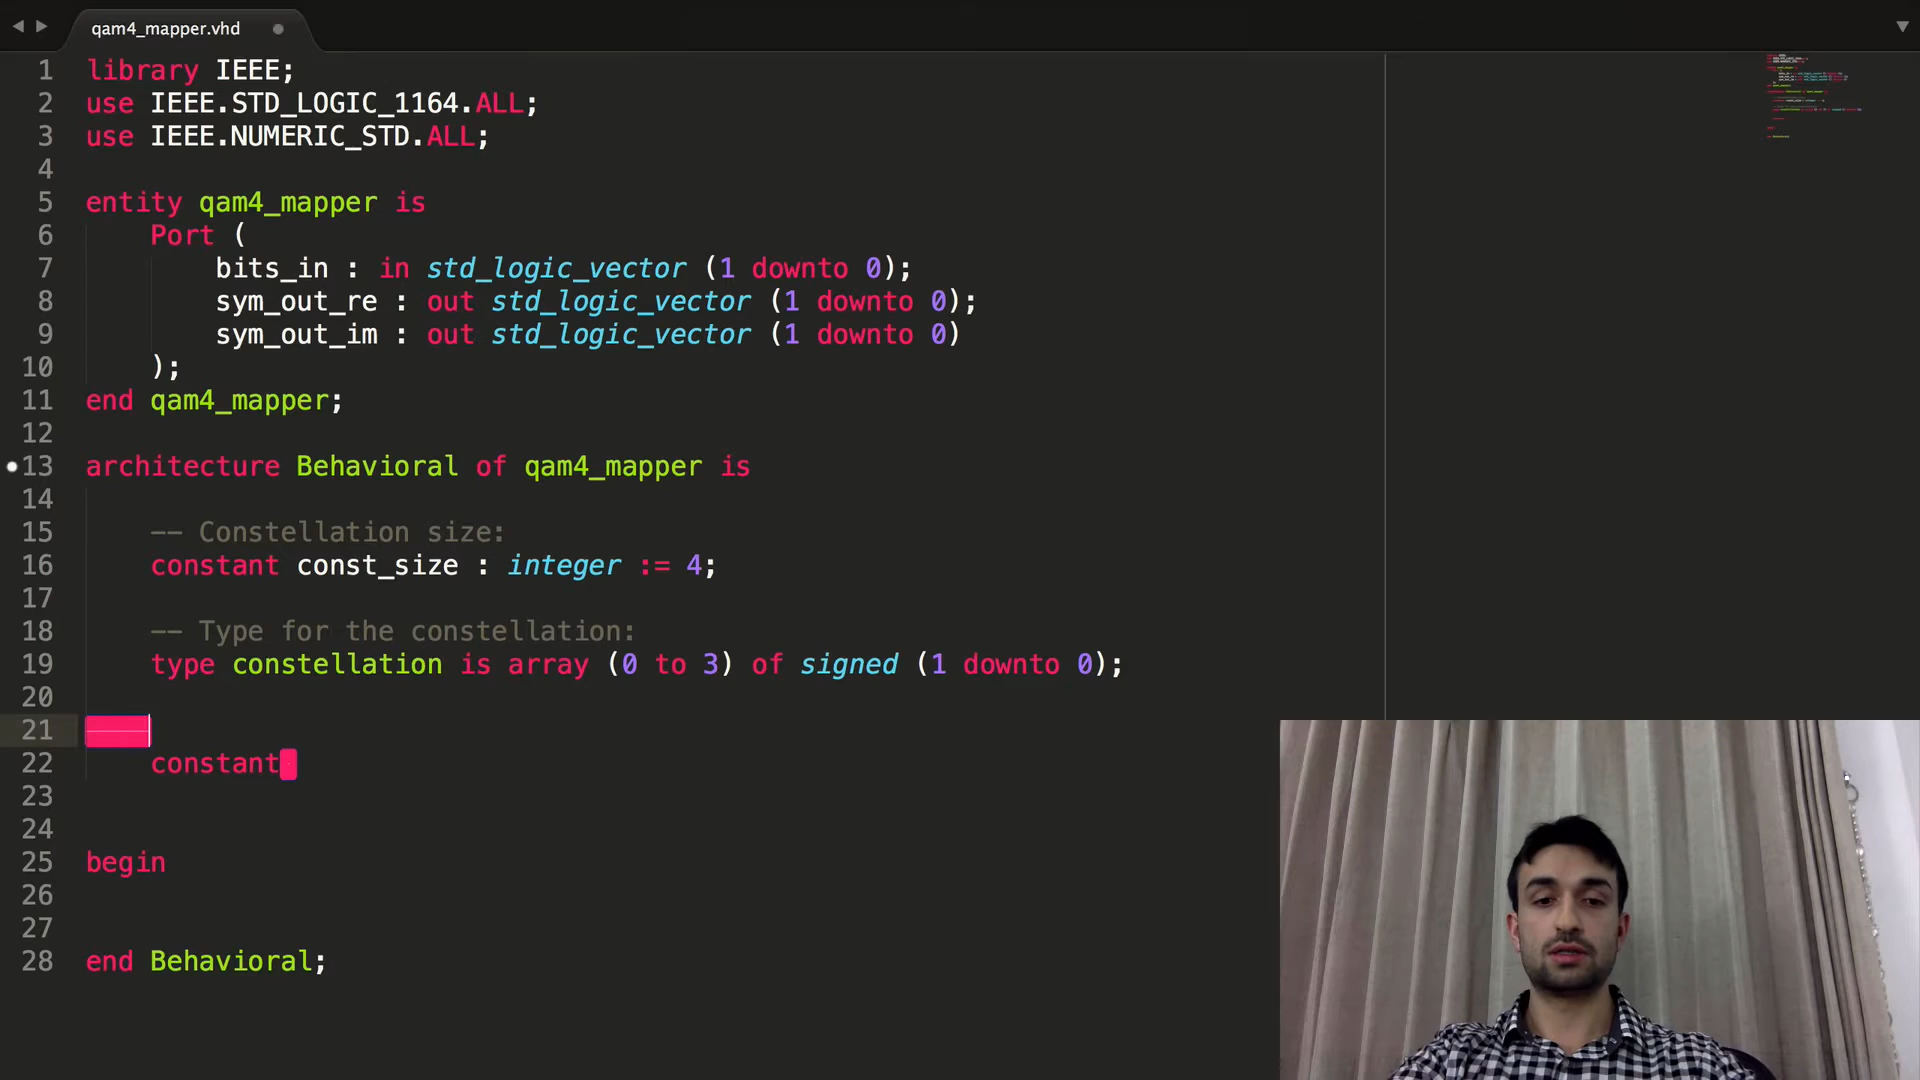 qam4_mapper.vhd
1 library IEEE;
2 use IEEE.STD_LOGIC_1164.ALL;
3 use IEEE.NUMERIC_STD.ALL;
4
5 entity qam4_mapper is
6 Port (
7 bits_in : in std_logic_vector (1 downto 0);
8 sym_out_re : out std_logic_vector (1 downto 0);
9 sym_out_im : out std_logic_vector (1 downto 0)
10 );
11 end qam4_mapper;
12
13 architecture Behavioral of qam4_mapper is
14
15 -- Constellation size:
16 constant const_size : integer := 4;
17
18 -- Type for the constellation:
19 type constellation is array (0 to 3) of signed (1 downto 0);
20
21
22 constant
23
24
25 begin
26
27
28 end Behavioral;